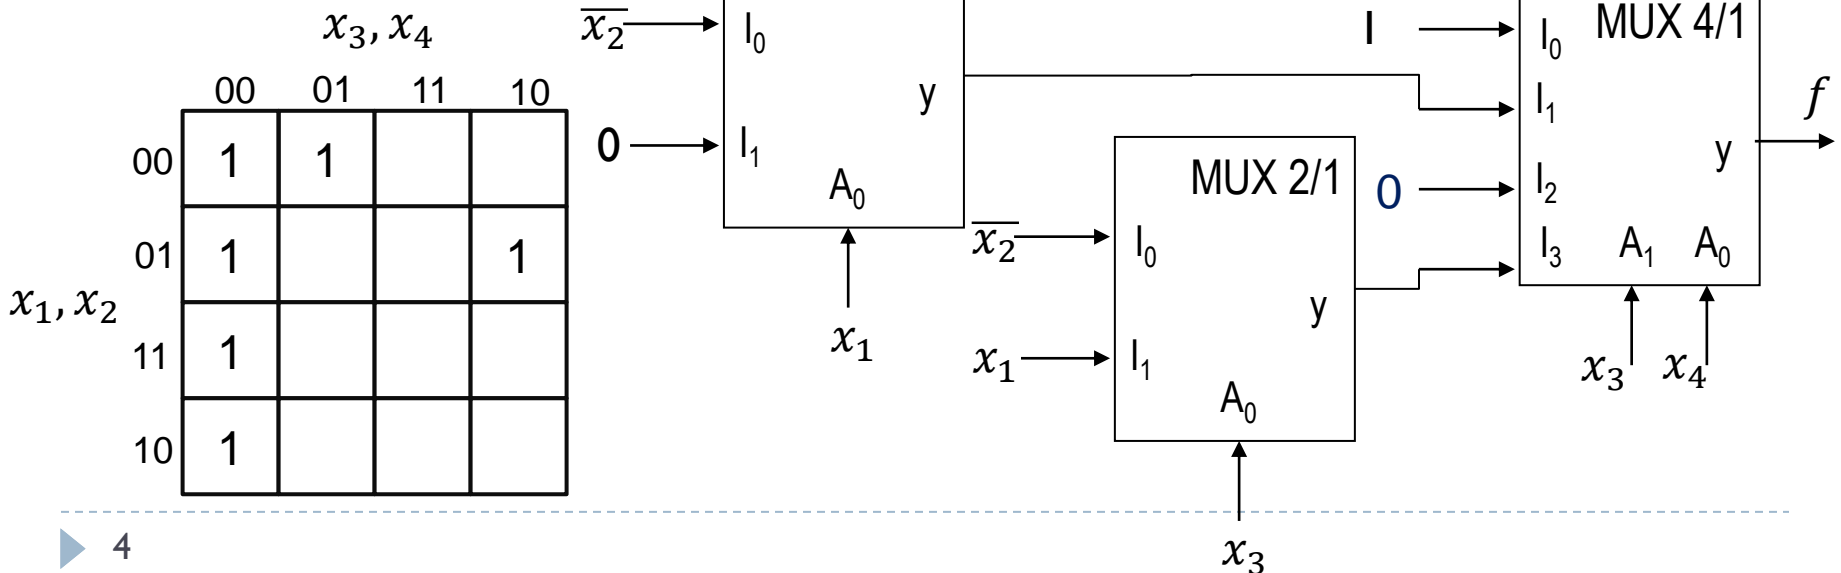 x₃, x₄
00 01 11 10
00 1 1
01 1 1
x₁, x₂
11 1
10 1
x̅₂
I₀
0
I₁
y
A₀
x₁
MUX 2/1
x̅₂
I₀
x₁
I₁
y
A₀
x₃
MUX 4/1
I
I₀
I₁
0
I₂
I₃
A₁ A₀
y
f
x₃ x₄
4